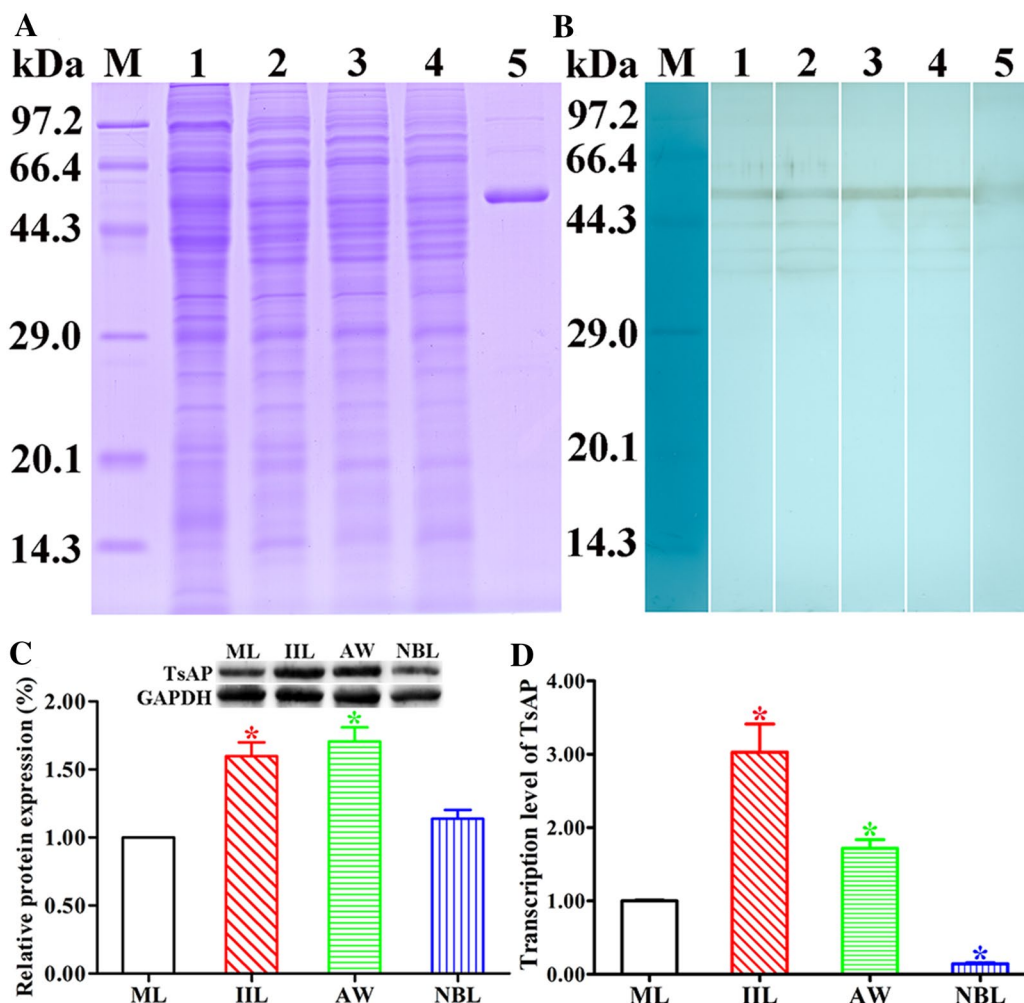 A
kDa M 1 2 3 4 5
97.2
66.4
44.3
29.0
20.1
14.3
B
kDa M 1 2 3 4 5
97.2
66.4
44.3
29.0
20.1
14.3
C
ML IIL AW NBL
TsAP
GAPDH
Relative protein expression (%)
2.00
1.50
1.00
0.50
0.00
* *
ML IIL AW NBL
D
Transcription level of TsAP
4.00
3.00
2.00
1.00
0.00
* * *
ML IIL AW NBL